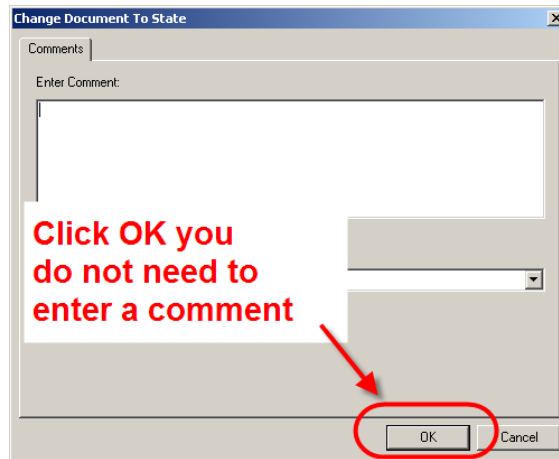 Change Document To State
Comments
Enter Comment:
Click OK you
do not need to
enter a comment
OK
Cancel